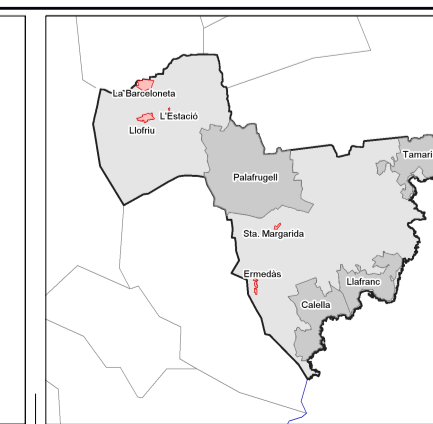 La Barceloneta
L'Estació
Llofriu
Tamari
Palafrugell
Sta. Margarida
Ermedàs
Llafranc
Calella